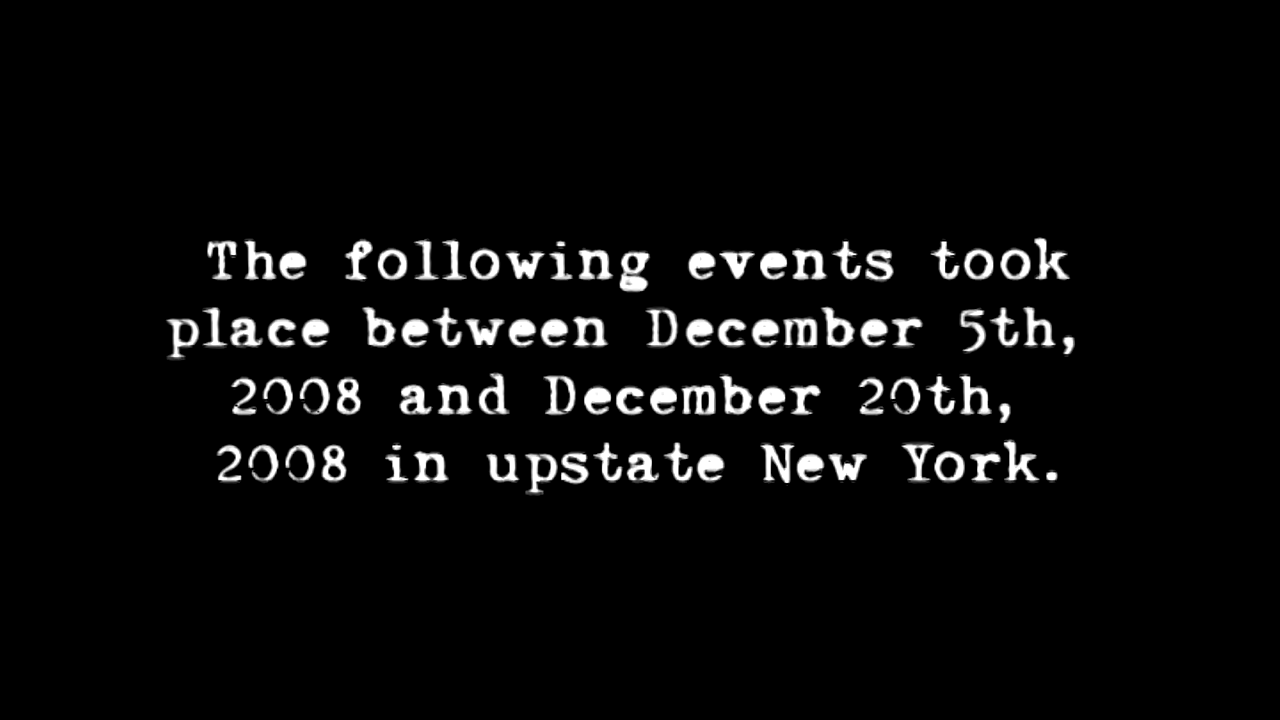 The following events took
place between December 5th,
2008 and December 20th,
2008 in upstate New York.